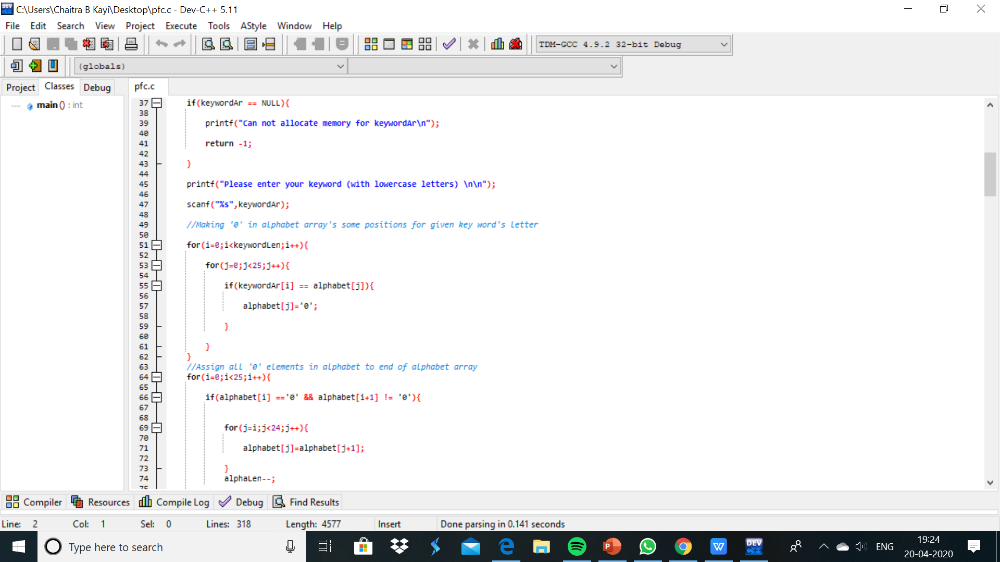 C:\Users\Chaitra B Kayi\Desktop\pfc.c - Dev-C++ 5.11
File Edit Search View Project Execute Tools AStyle Window Help
TDM-GCC 4.9.2 32-bit Debug
(globals)
Project Classes Debug
pfc.c
main () : int
37 if(keywordAr == NULL){
38
39 printf("Can not allocate memory for keywordAr\n");
40
41 return -1;
42
43 }
44
45 printf("Please enter your keyword (with lowercase letters) \n\n");
46
47 scanf("%s",keywordAr);
48
49 //Making '0' in alphabet array's some positions for given key word's letter
50
51 for(i=0;i<keywordLen;i++){
52
53 for(j=0;j<25;j++){
54
55 if(keywordAr[i] == alphabet[j]){
56
57 alphabet[j]='0';
58
59 }
60
61 }
62 }
63 //Assign all '0' elements in alphabet to end of alphabet array
64 for(i=0;i<25;i++){
65
66 if(alphabet[i] =='0' && alphabet[i+1] != '0'){
67
68
69 for(j=i;j<24;j++){
70
71 alphabet[j]=alphabet[j+1];
72
73 }
74 alphaLen--;
75
Compiler Resources Compile Log Debug Find Results
Line: 2 Col: 1 Sel: 0 Lines: 318 Length: 4577 Insert Done parsing in 0.141 seconds
Type here to search
DEV C++
ENG
19:24
20-04-2020